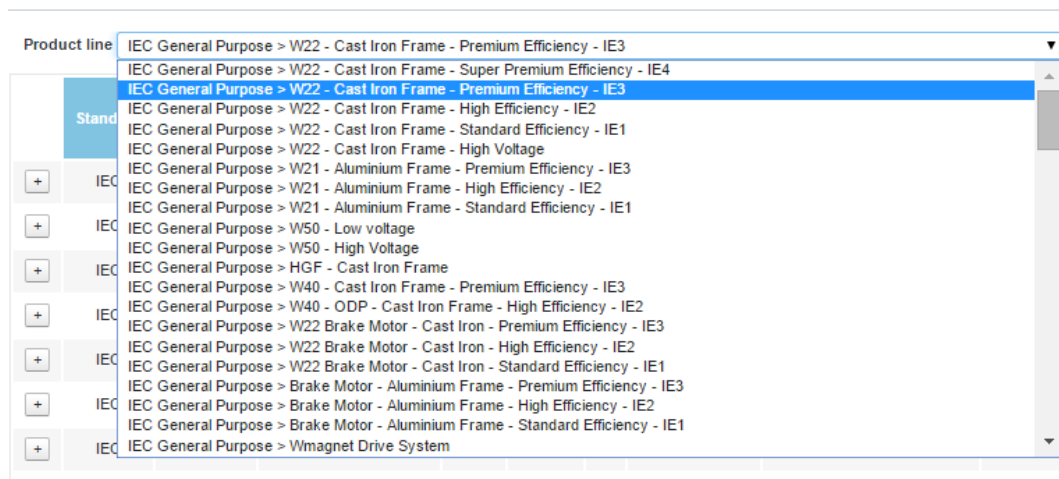 Product line IEC General Purpose > W22 - Cast Iron Frame - Premium Efficiency - IE3
IEC General Purpose > W22 - Cast Iron Frame - Super Premium Efficiency - IE4
IEC General Purpose > W22 - Cast Iron Frame - Premium Efficiency - IE3
IEC General Purpose > W22 - Cast Iron Frame - High Efficiency - IE2
Stand
IEC General Purpose > W22 - Cast Iron Frame - Standard Efficiency - IE1
IEC General Purpose > W22 - Cast Iron Frame - High Voltage
IEC General Purpose > W21 - Aluminium Frame - Premium Efficiency - IE3
+ IEC
IEC General Purpose > W21 - Aluminium Frame - High Efficiency - IE2
IEC General Purpose > W21 - Aluminium Frame - Standard Efficiency - IE1
+ IEC
IEC General Purpose > W50 - Low voltage
IEC General Purpose > W50 - High Voltage
IEC General Purpose > HGF - Cast Iron Frame
+ IEC
IEC General Purpose > W40 - Cast Iron Frame - Premium Efficiency - IE3
IEC General Purpose > W40 - ODP - Cast Iron Frame - High Efficiency - IE2
+ IEC
IEC General Purpose > W22 Brake Motor - Cast Iron - Premium Efficiency - IE3
IEC General Purpose > W22 Brake Motor - Cast Iron - High Efficiency - IE2
+ IEC
IEC General Purpose > W22 Brake Motor - Cast Iron - Standard Efficiency - IE1
IEC General Purpose > Brake Motor - Aluminium Frame - Premium Efficiency - IE3
IEC General Purpose > Brake Motor - Aluminium Frame - High Efficiency - IE2
+ IEC
IEC General Purpose > Brake Motor - Aluminium Frame - Standard Efficiency - IE1
IEC General Purpose > Wmagnet Drive System
+ IEC